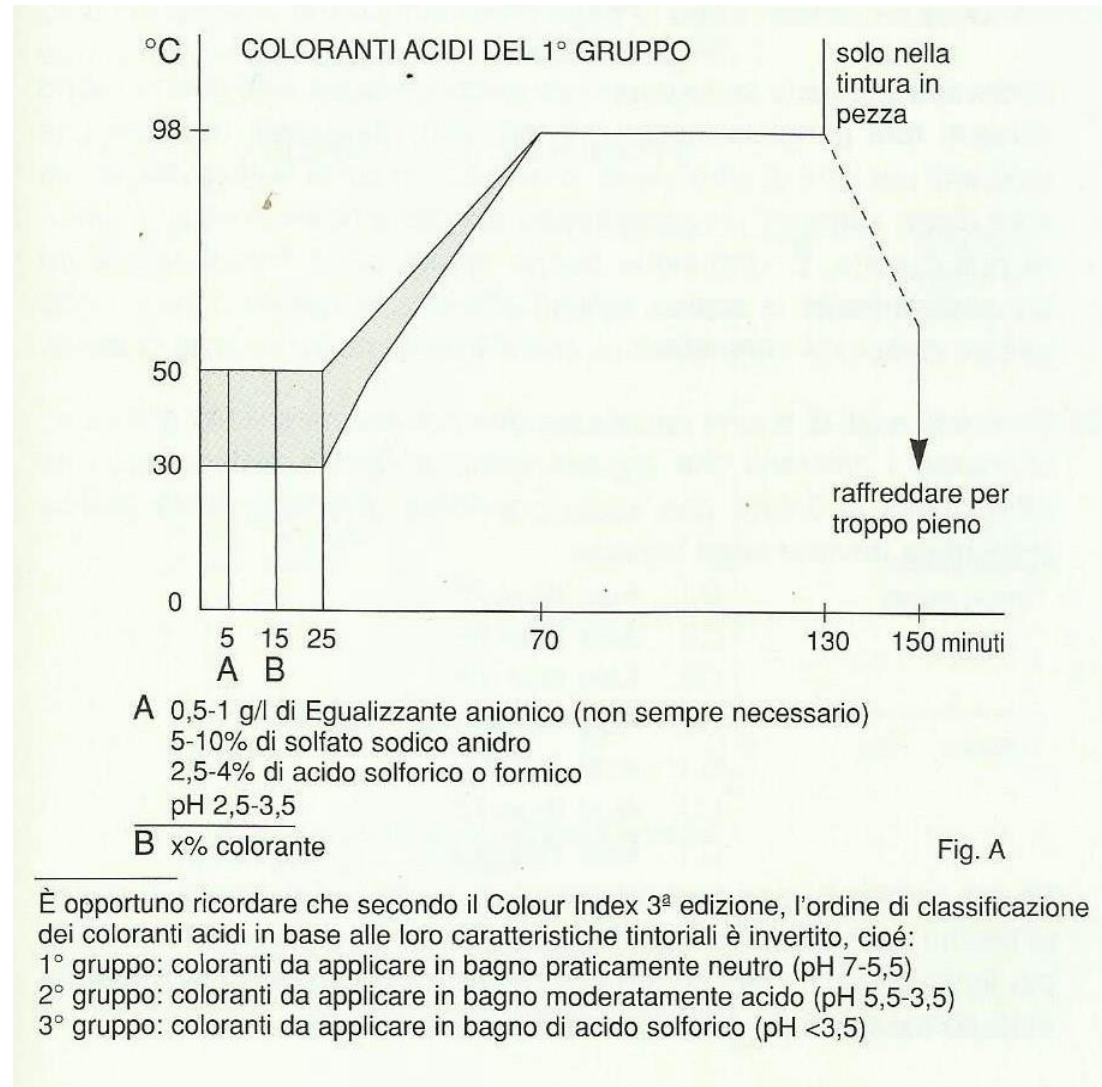 °C COLORANTI ACIDI DEL 1° GRUPPO
solo nella
tintura in
pezza
98
50
30
raffreddare per
troppo pieno
0
5 15 25 70 130 150 minuti
A B
A 0,5-1 g/l di Egualizzante anionico (non sempre necessario)
5-10% di solfato sodico anidro
2,5-4% di acido solforico o formico
pH 2,5-3,5
B x% colorante
Fig. A
È opportuno ricordare che secondo il Colour Index 3ª edizione, l'ordine di classificazione
dei coloranti acidi in base alle loro caratteristiche tintoriali è invertito, cioé:
1° gruppo: coloranti da applicare in bagno praticamente neutro (pH 7-5,5)
2° gruppo: coloranti da applicare in bagno moderatamente acido (pH 5,5-3,5)
3° gruppo: coloranti da applicare in bagno di acido solforico (pH <3,5)